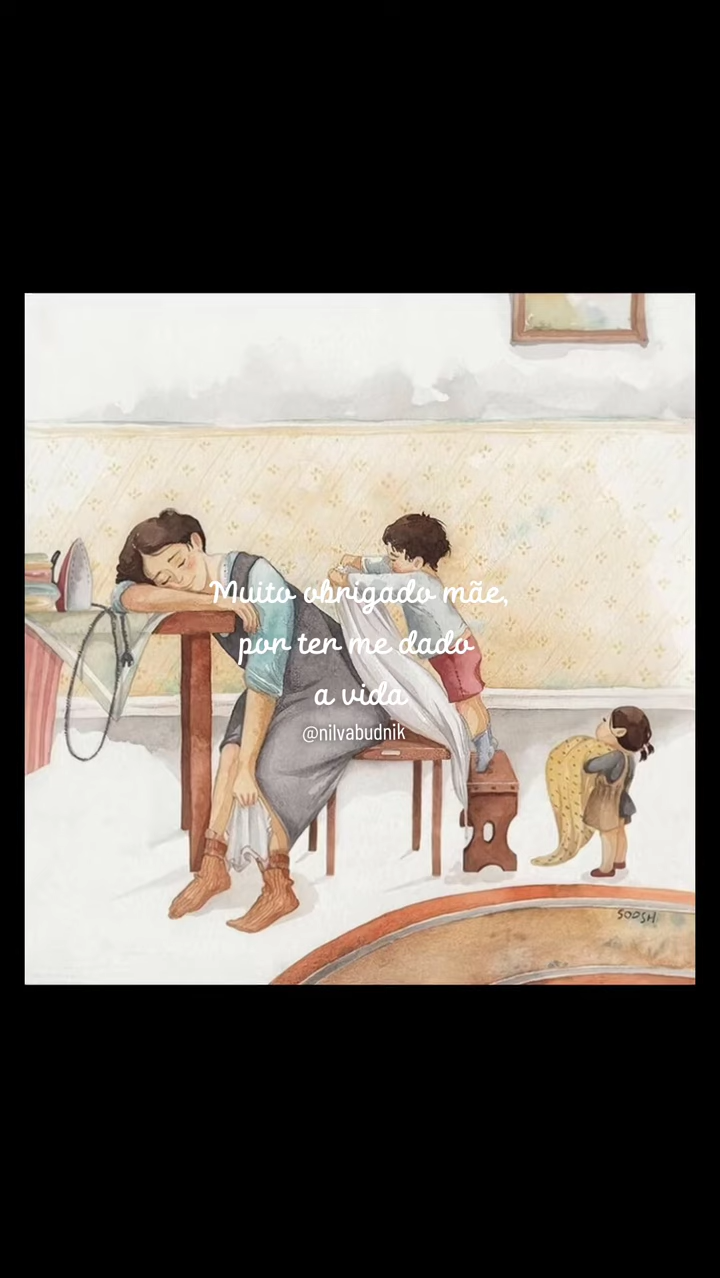 Muito obrigado mãe,
por ter me dado
a vida
@nilvabudnik
SOOSH